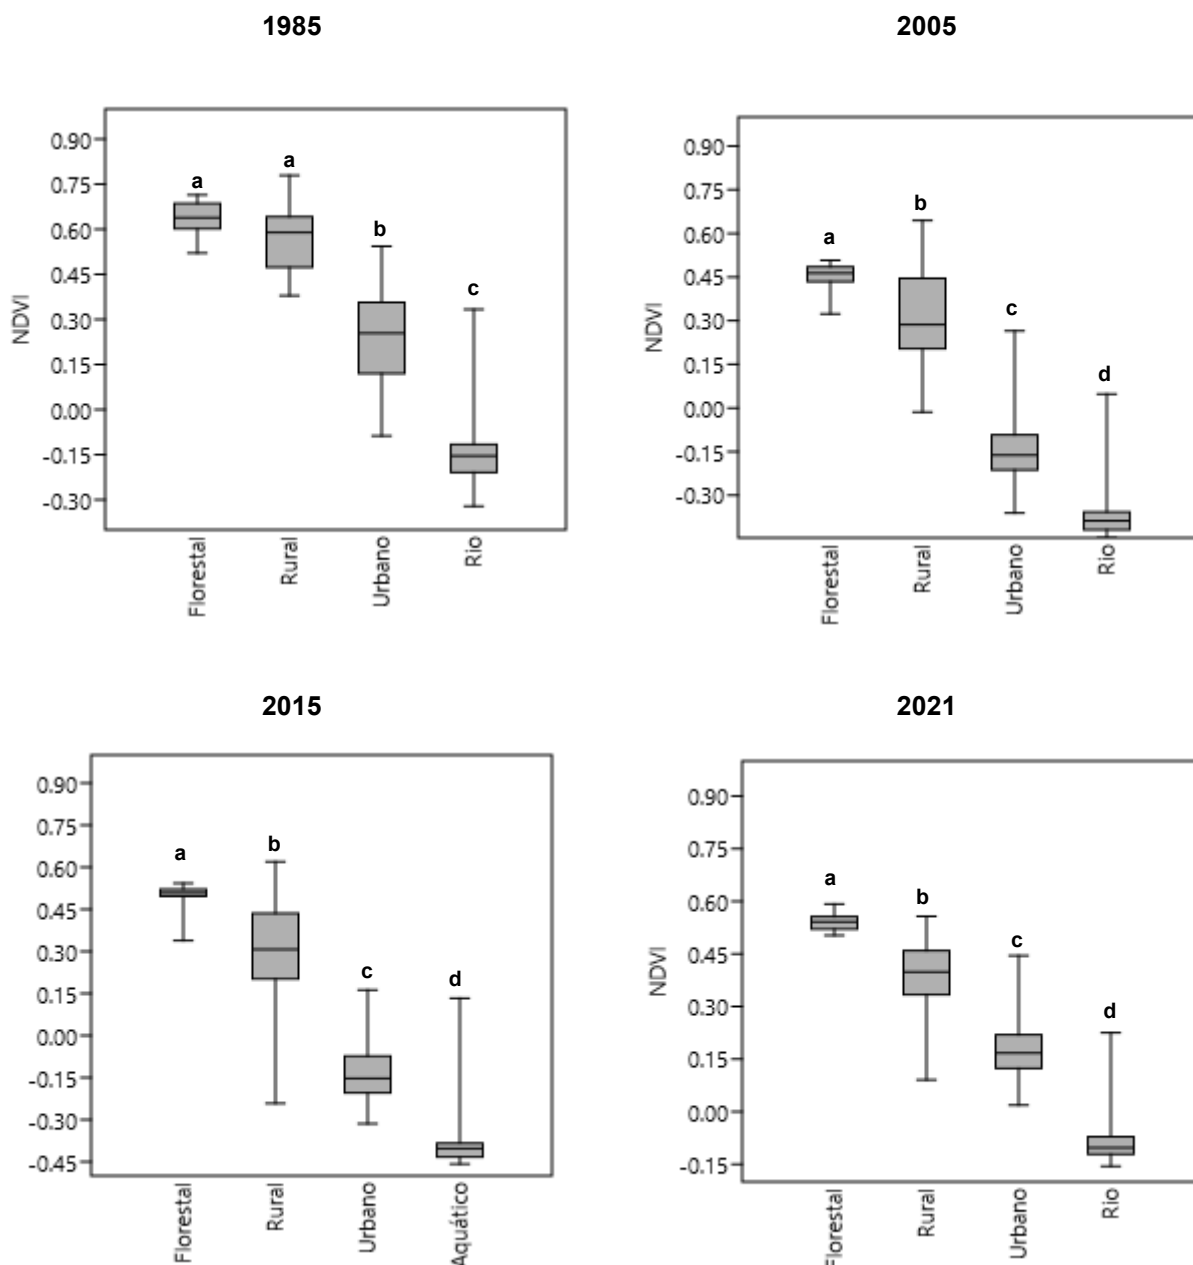 1985
NDVI
0.90
0.75
0.60
0.45
0.30
0.15
0.00
-0.15
-0.30
a
a
b
c
Florestal
Rural
Urbano
Rio
2005
NDVI
0.90
0.75
0.60
0.45
0.30
0.15
0.00
-0.15
-0.30
a
b
c
d
Florestal
Rural
Urbano
Rio
2015
0.90
0.75
0.60
0.45
0.30
0.15
0.00
-0.15
-0.30
-0.45
a
b
c
d
Florestal
Rural
Urbano
Aquático
2021
NDVI
0.90
0.75
0.60
0.45
0.30
0.15
0.00
-0.15
a
b
c
d
Florestal
Rural
Urbano
Rio